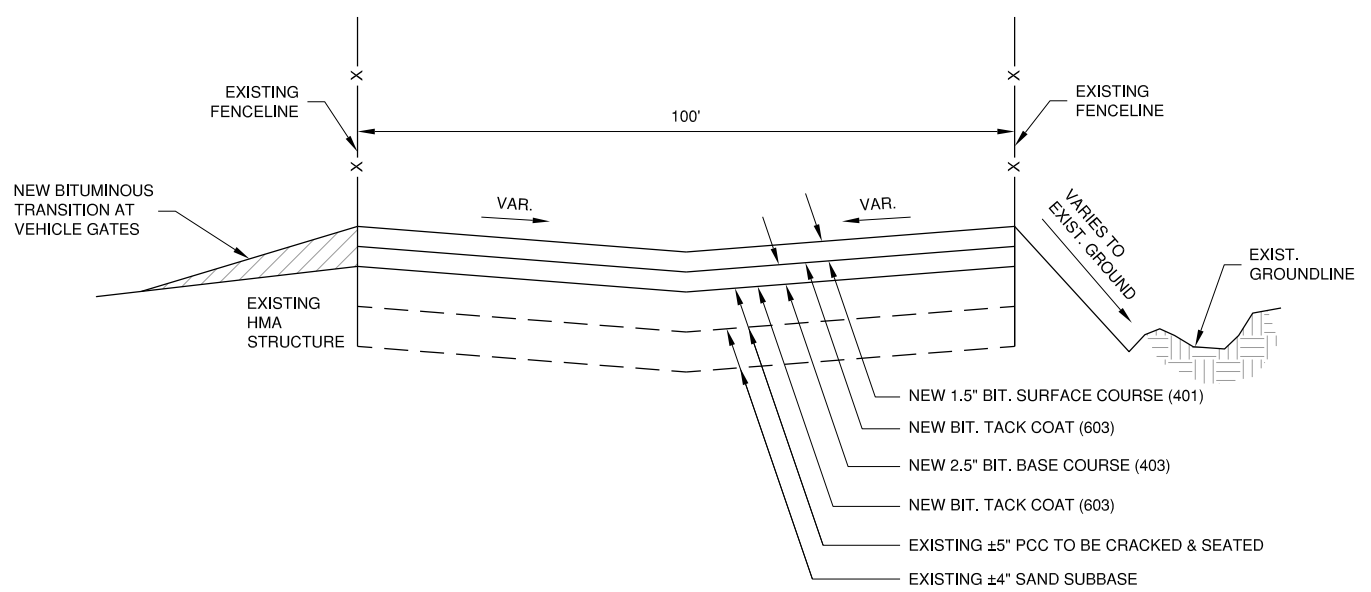 EXISTING
FENCELINE
100'
EXISTING
FENCELINE
X
X
X
X
NEW BITUMINOUS
TRANSITION AT
VEHICLE GATES
VAR.
VAR.
VARIES TO
EXIST. GROUND
EXIST.
GROUNDLINE
EXISTING
HMA
STRUCTURE
NEW 1.5" BIT. SURFACE COURSE (401)
NEW BIT. TACK COAT (603)
NEW 2.5" BIT. BASE COURSE (403)
NEW BIT. TACK COAT (603)
EXISTING ±5" PCC TO BE CRACKED & SEATED
EXISTING ±4" SAND SUBBASE